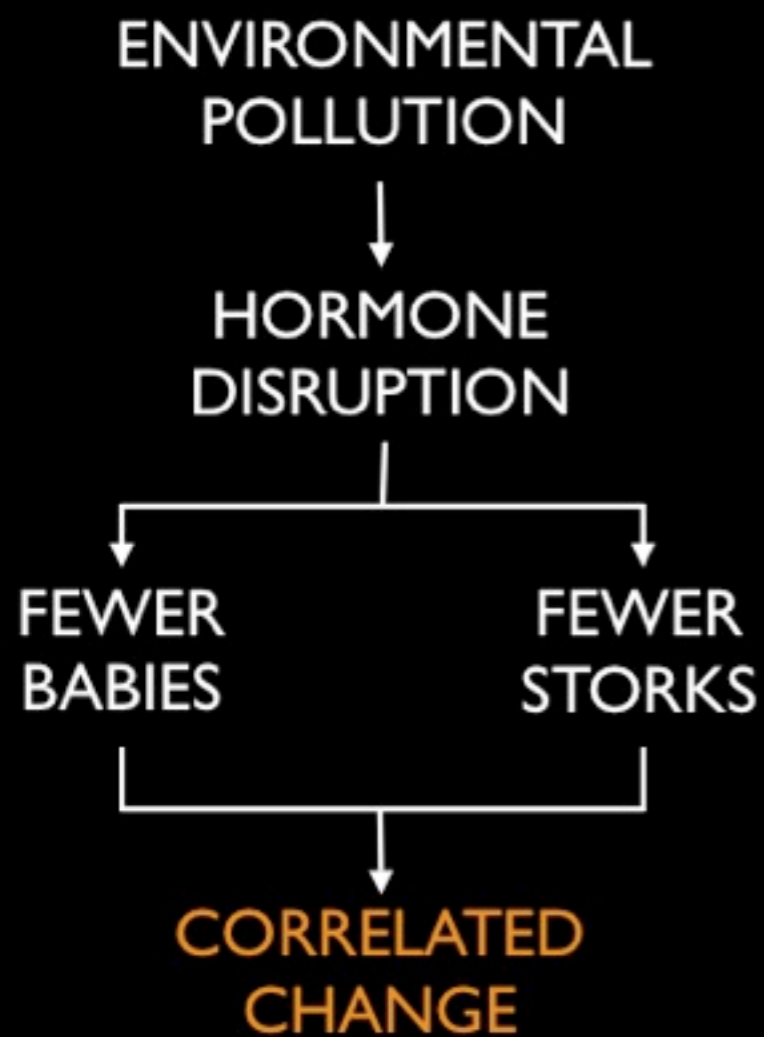 ENVIRONMENTAL
POLLUTION
HORMONE
DISRUPTION
FEWER
BABIES
FEWER
STORKS
CORRELATED
CHANGE